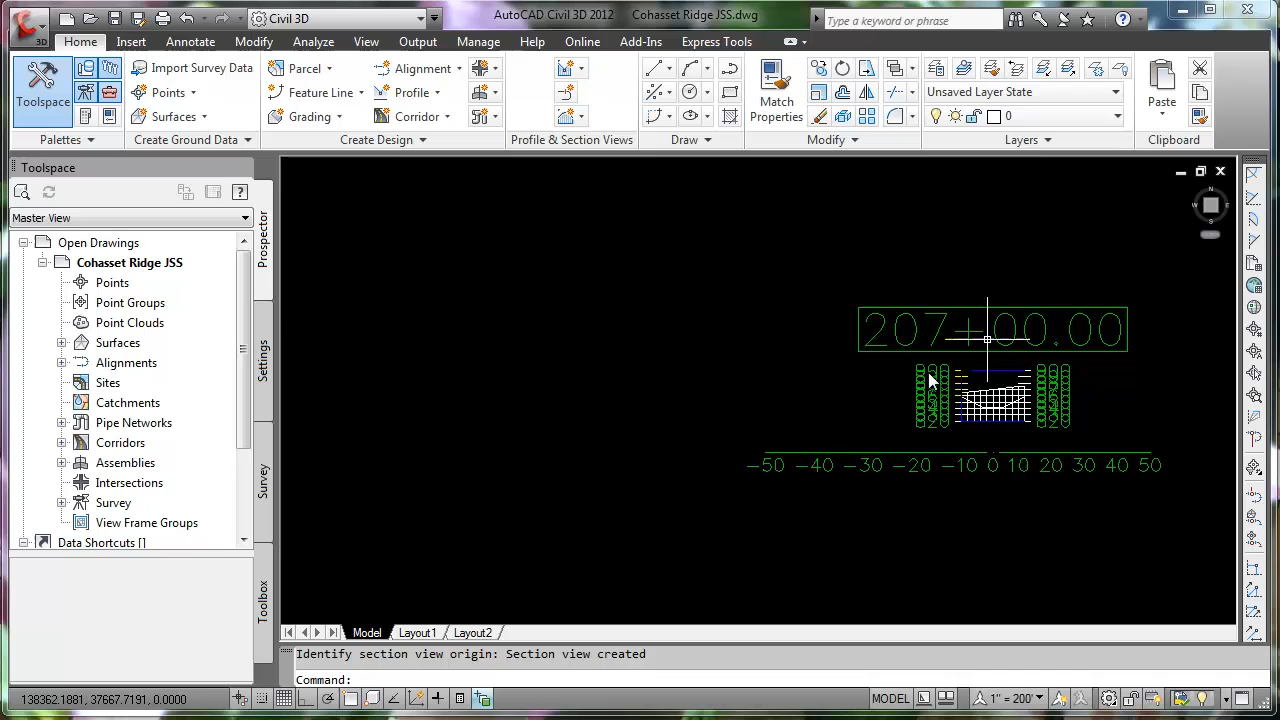 Civil 3D
AutoCAD Civil 3D 2012
Cohasset Ridge JSS.dwg
Type a keyword or phrase
3D
Home
Insert
Annotate
Modify
Analyze
View
Output
Manage
Help
Online
Add-Ins
Express Tools
Toolspace
Import Survey Data
Points
Surfaces
Parcel
Feature Line
Grading
Alignment
Profile
Corridor
Match
Properties
Unsaved Layer State
0
Paste
Palettes
Create Ground Data
Create Design
Profile & Section Views
Draw
Modify
Layers
Clipboard
Toolspace
Master View
Open Drawings
Cohasset Ridge JSS
Points
Point Groups
Point Clouds
Surfaces
Alignments
Sites
Catchments
Pipe Networks
Corridors
Assemblies
Intersections
Survey
View Frame Groups
Data Shortcuts []
Prospector
Settings
Survey
Toolbox
N
W
E
S
207+00.00
-50 -40 -30 -20 -10 0 10 20 30 40 50
Model
Layout1
Layout2
Identify section view origin: Section view created
Command:
138362.1881, 37667.7191, 0.0000
MODEL
1" = 200'